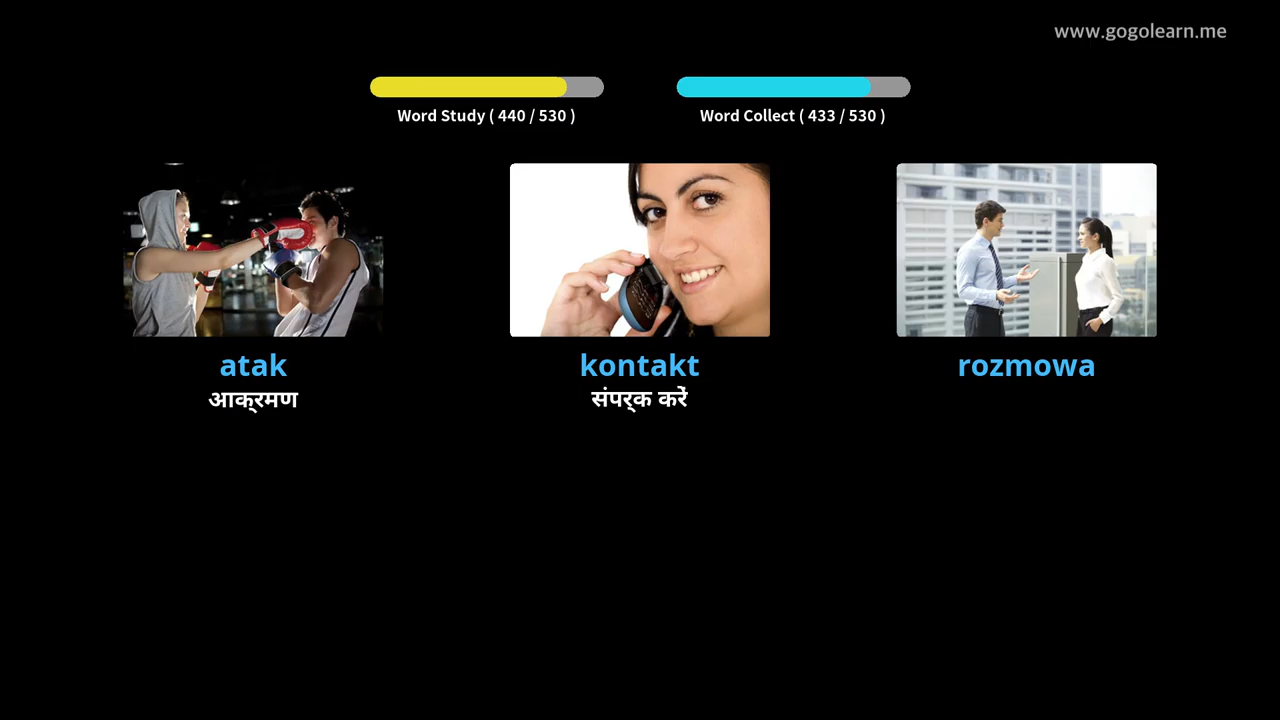 www.gogolearn.me
Word Study ( 440 / 530 )
Word Collect ( 433 / 530 )
atak
आक्रमण
kontakt
संपर्क करें
rozmowa